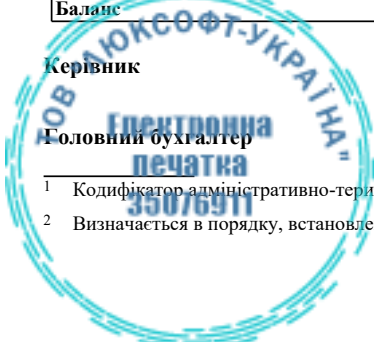 Баланс
Керівник
ТОВ "ЛЮКСОФТ-УКРАЇНА"
Головний бухгалтер
Електронна
печатка
35076911
1 Кодифікатор адміністративно-тери
2 Визначається в порядку, встановле